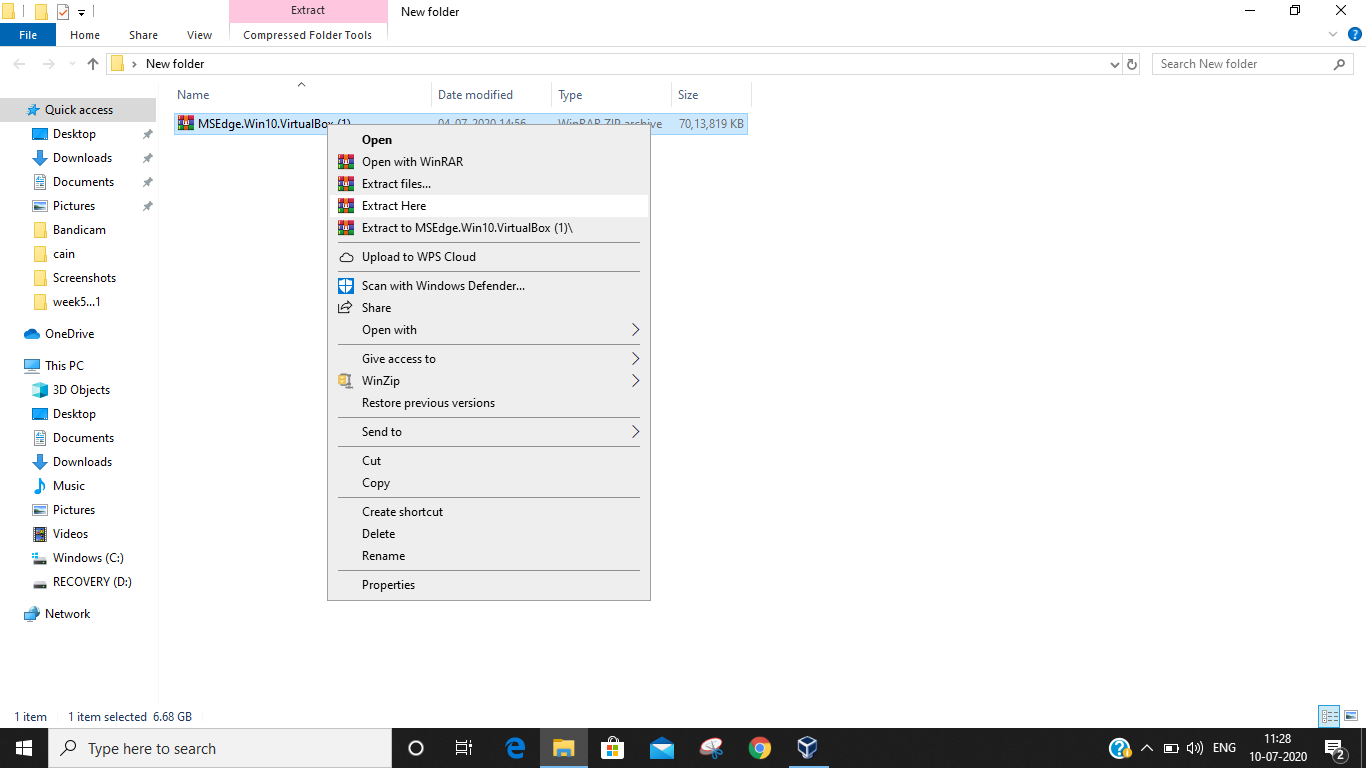 Extract
New folder
File
Home
Share
View
Compressed Folder Tools
New folder
Search New folder
Name
Date modified
Type
Size
MSEdge.Win10.VirtualBox (1)
04-07-2020 14:56
WinRAR ZIP archive
70,13,819 KB
Quick access
Desktop
Downloads
Documents
Pictures
Bandicam
cain
Screenshots
week5...1
OneDrive
This PC
3D Objects
Desktop
Documents
Downloads
Music
Pictures
Videos
Windows (C:)
RECOVERY (D:)
Network
Open
Open with WinRAR
Extract files...
Extract Here
Extract to MSEdge.Win10.VirtualBox (1)\
Upload to WPS Cloud
Scan with Windows Defender...
Share
Open with
Give access to
WinZip
Restore previous versions
Send to
Cut
Copy
Create shortcut
Delete
Rename
Properties
1 item
1 item selected 6.68 GB
Type here to search
ENG
11:28
10-07-2020
2